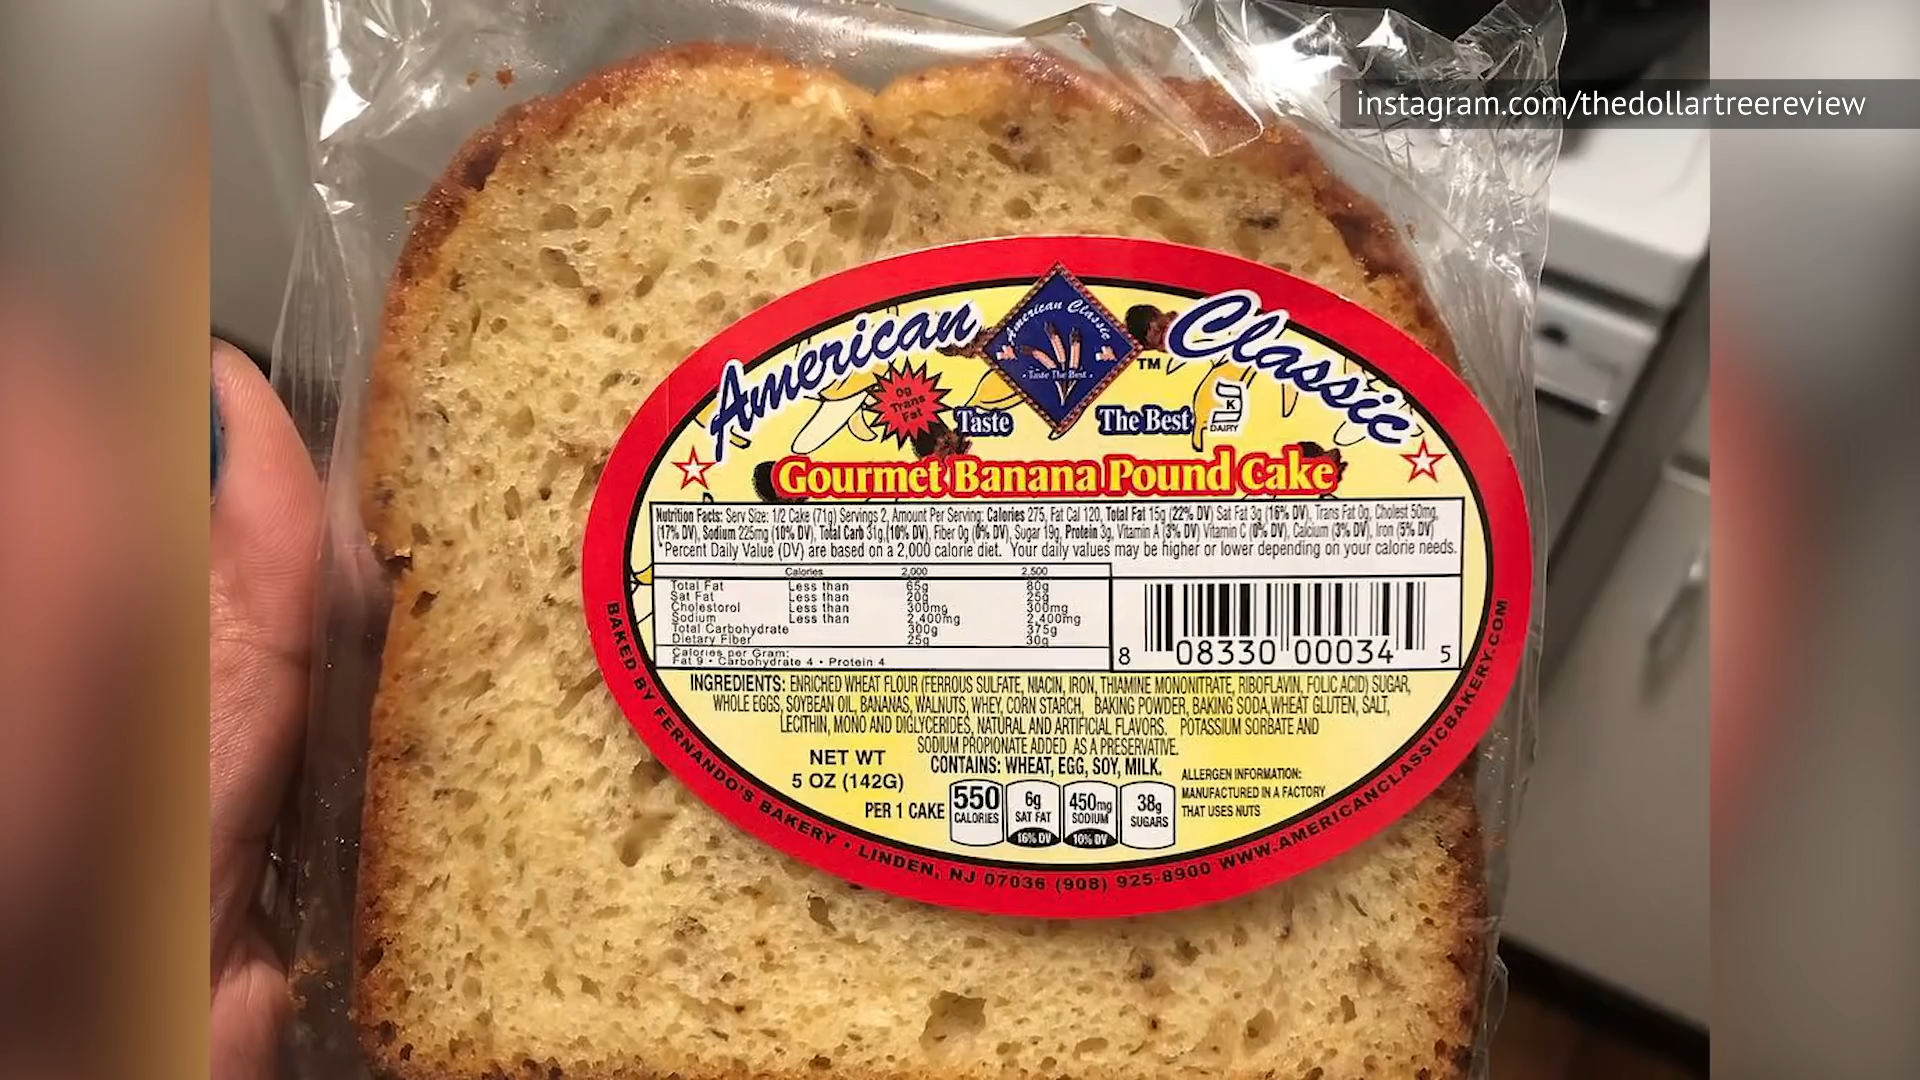 instagram.com/thedollartreereview
American Classic
American Classic
Taste The Best
TM
0g
Trans
Fat
Taste The Best
K
DAIRY
Gourmet Banana Pound Cake
Nutrition Facts: Serv Size: 1/2 Cake (71g) Servings 2, Amount Per Serving: Calories 275, Fat Cal 120, Total Fat 15g (22% DV) Sat Fat 3g (16% DV), Trans Fat 0g, Cholest 50mg,
(17% DV), Sodium 225mg (10% DV), Total Carb 31g,(10% DV), Fiber 0g (0% DV), Sugar 19g, Protein 3g, Vitamin A (3% DV) Vitamin C (0% DV), Calcium (3% DV), Iron (5% DV)
*Percent Daily Value (DV) are based on a 2,000 calorie diet. Your daily values may be higher or lower depending on your calorie needs.
Calories 2,000 2,500
Total Fat Less than 65g 80g
Sat Fat Less than 20g 25g
Cholestorol Less than 300mg 300mg
Sodium Less than 2,400mg 2,400mg
Total Carbohydrate 300g 375g
Dietary Fiber 25g 30g
Calories per Gram:
Fat 9 • Carbohydrate 4 • Protein 4
8 08330 00034 5
INGREDIENTS: ENRICHED WHEAT FLOUR (FERROUS SULFATE, NIACIN, IRON, THIAMINE MONONITRATE, RIBOFLAVIN, FOLIC ACID) SUGAR,
WHOLE EGGS, SOYBEAN OIL, BANANAS, WALNUTS, WHEY, CORN STARCH, BAKING POWDER, BAKING SODA,WHEAT GLUTEN, SALT,
LECITHIN, MONO AND DIGLYCERIDES, NATURAL AND ARTIFICIAL FLAVORS. POTASSIUM SORBATE AND
SODIUM PROPIONATE ADDED AS A PRESERVATIVE.
CONTAINS: WHEAT, EGG, SOY, MILK.
NET WT
5 OZ (142G)
ALLERGEN INFORMATION:
MANUFACTURED IN A FACTORY
THAT USES NUTS
PER 1 CAKE
550
CALORIES
6g
SAT FAT
16% DV
450mg
SODIUM
10% DV
38g
SUGARS
BAKED BY FERNANDO'S BAKERY • LINDEN, NJ 07036 (908) 925-8900 WWW.AMERICANCLASSICBAKERY.COM